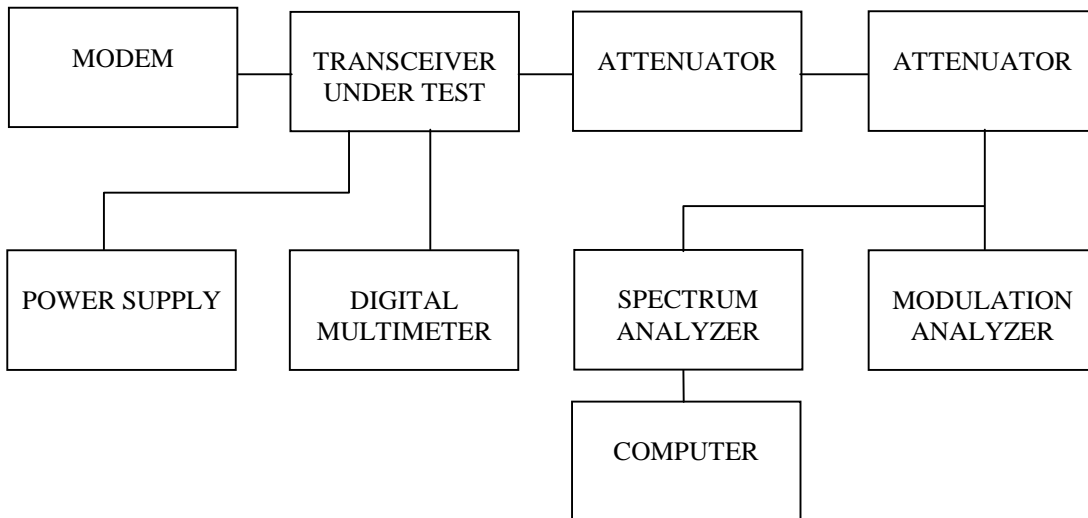 MODEM
TRANSCEIVER
UNDER TEST
ATTENUATOR
ATTENUATOR
POWER SUPPLY
DIGITAL
MULTIMETER
SPECTRUM
ANALYZER
MODULATION
ANALYZER
COMPUTER